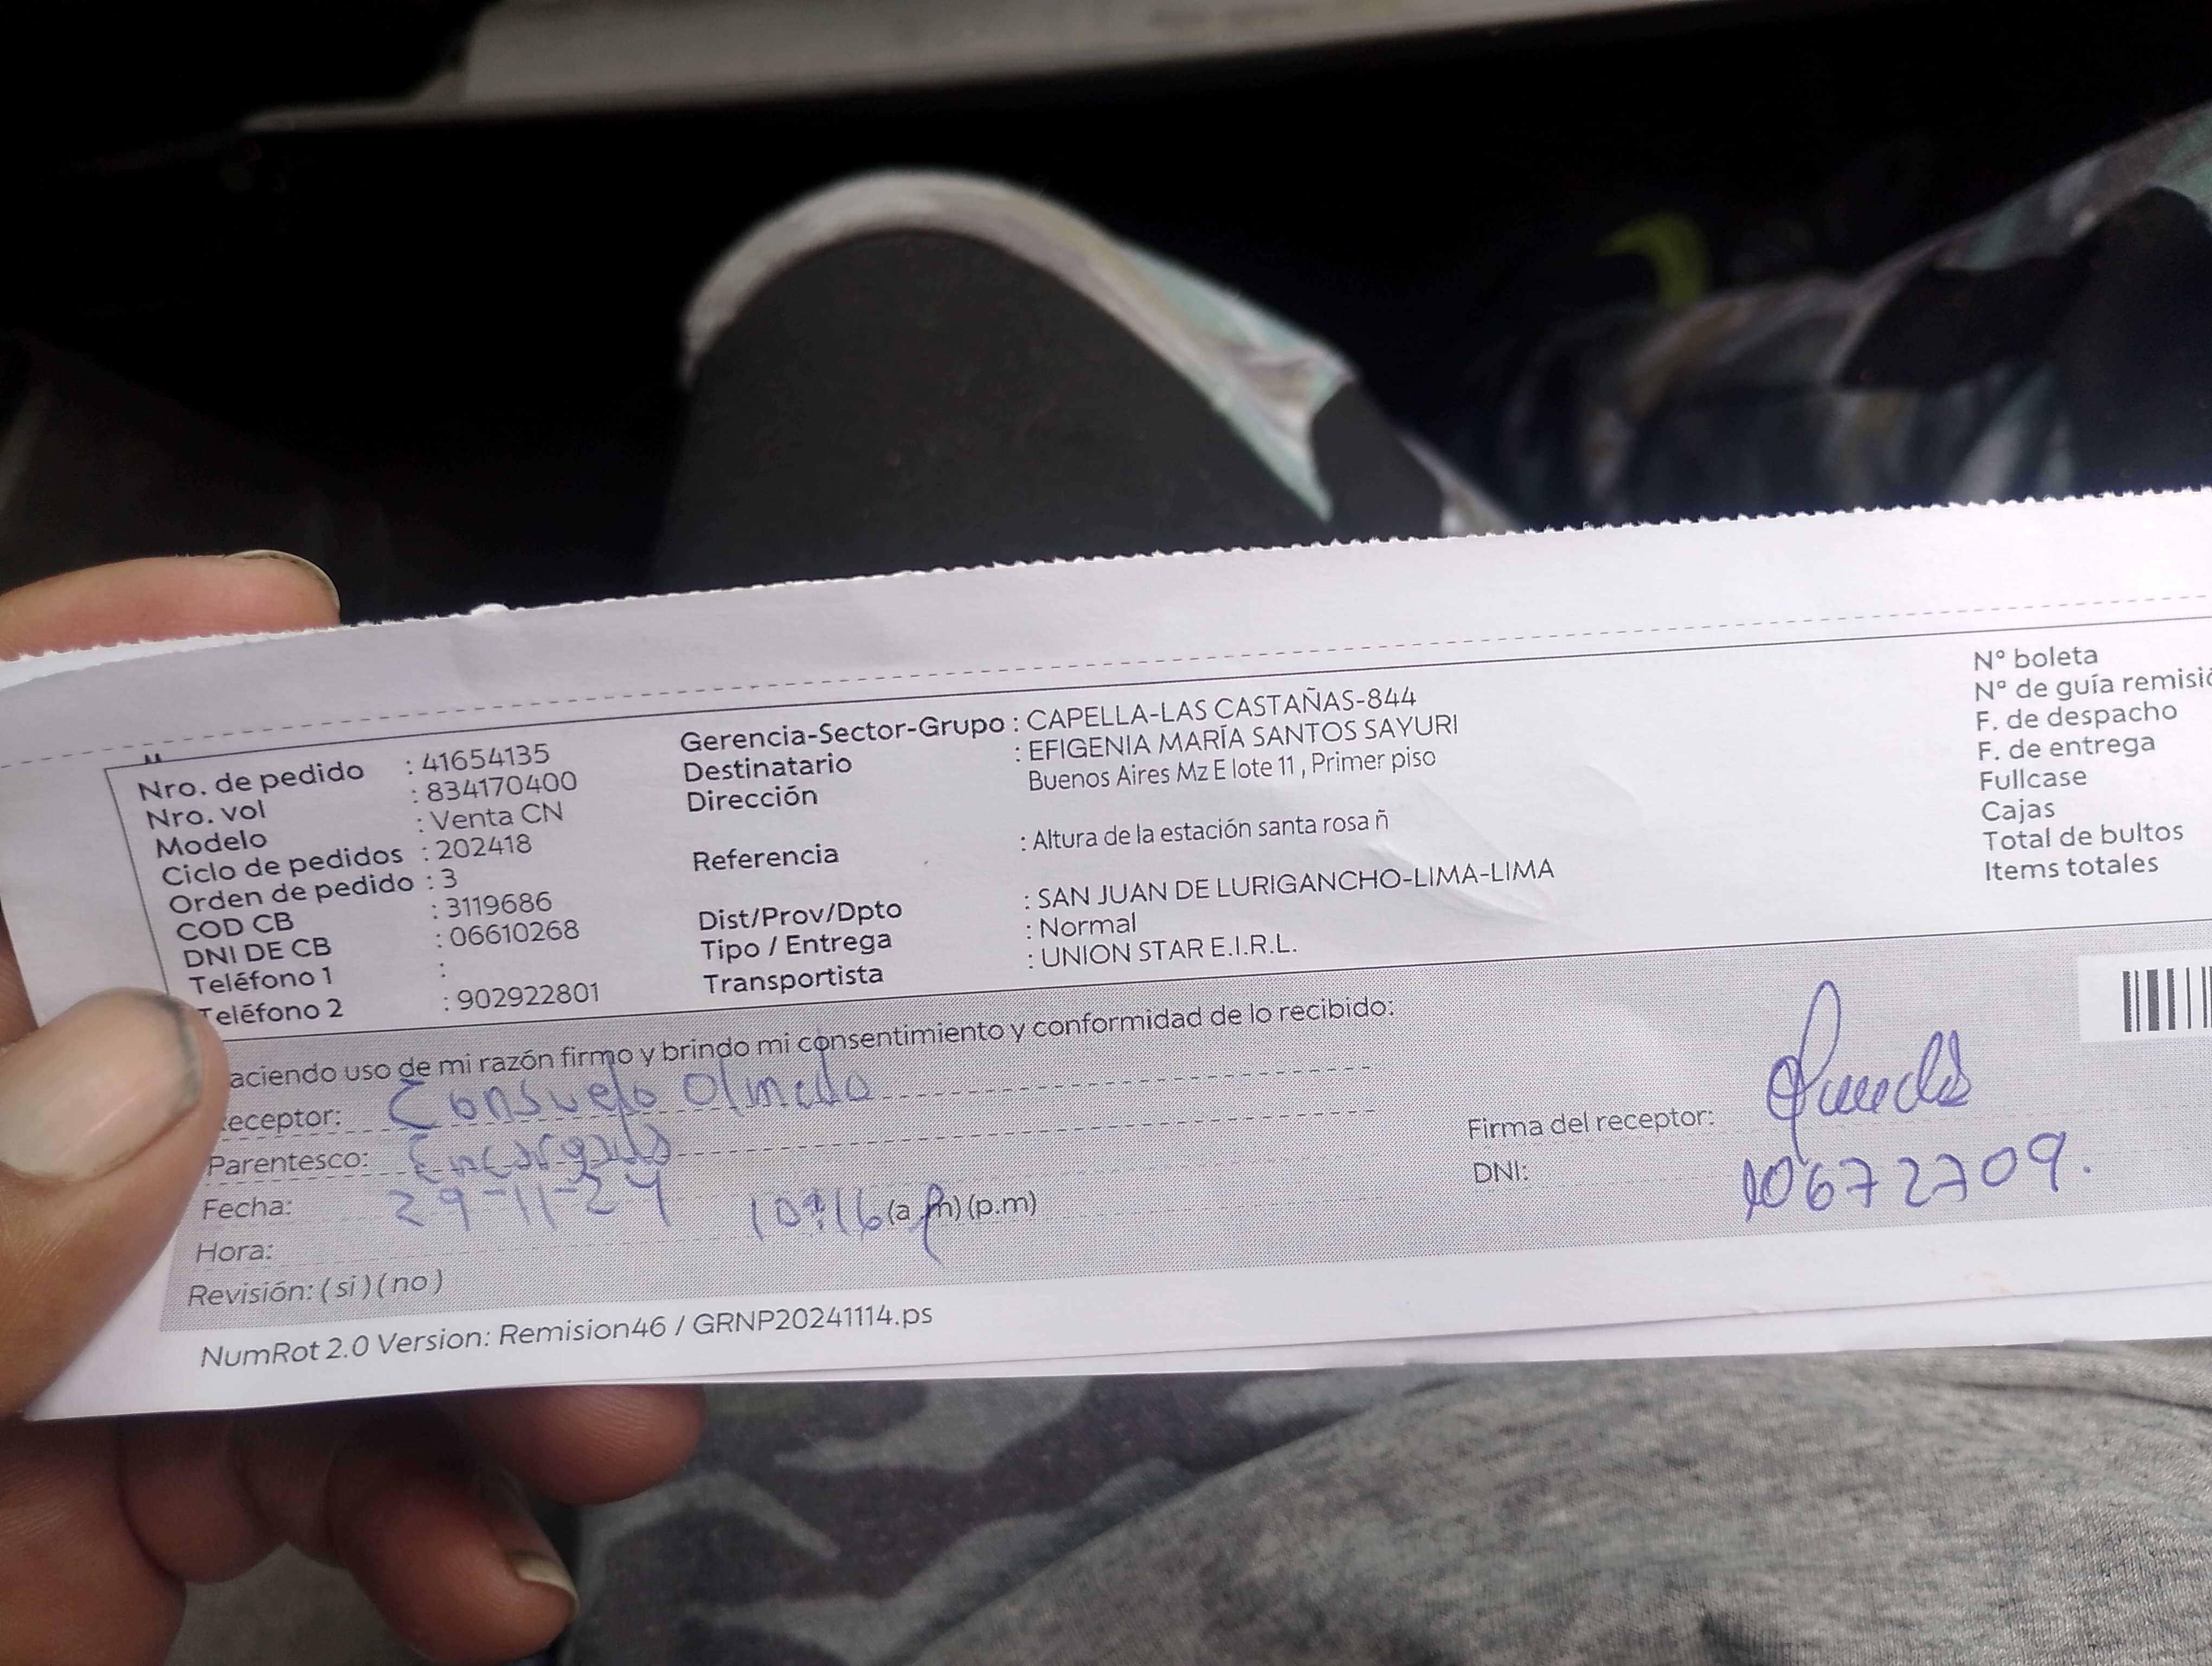 Nro. de pedido : 41654135
Nro. vol : 834170400
Modelo : Venta CN
Ciclo de pedidos : 202418
Orden de pedido : 3
COD CB : 3119686
DNI DE CB : 06610268
Teléfono 1 :
Teléfono 2 : 902922801
Gerencia-Sector-Grupo : CAPELLA-LAS CASTAÑAS-844
Destinatario : EFIGENIA MARÍA SANTOS SAYURI
Dirección Buenos Aires Mz E lote 11 , Primer piso
Referencia : Altura de la estación santa rosa ñ
Dist/Prov/Dpto : SAN JUAN DE LURIGANCHO-LIMA-LIMA
Tipo / Entrega : Normal
Transportista : UNION STAR E.I.R.L.
N° boleta
N° de guía remisió
F. de despacho
F. de entrega
Fullcase
Cajas
Total de bultos
Items totales
aciendo uso de mi razón firmo y brindo mi consentimiento y conformidad de lo recibido:
eceptor: Consuelo Olmedo
Parentesco: Encargado
Fecha: 29-11-24
Hora: 10:16 (a.m) (p.m)
Revisión: ( si ) ( no )
Firma del receptor:
DNI: 10672709.
NumRot 2.0 Version: Remision46 / GRNP20241114.ps